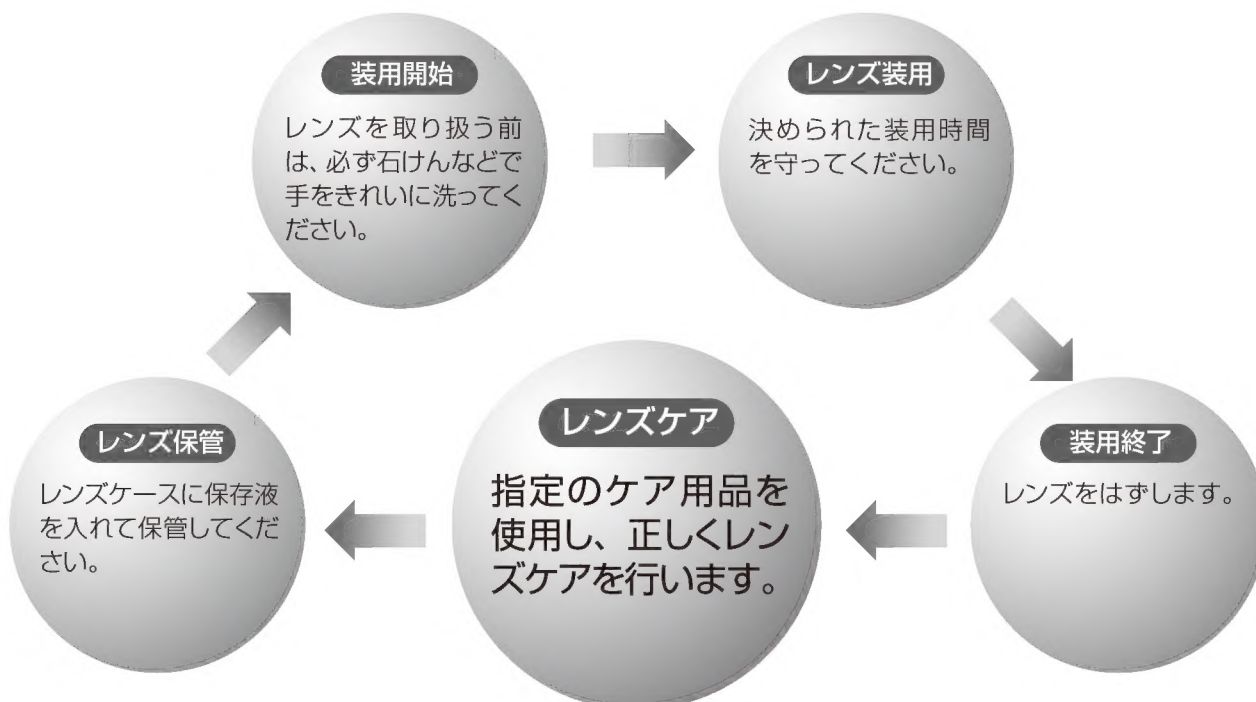 装用開始
レンズを取り扱う前
は、必ず石けんなどで
手をきれいに洗ってく
ださい。
レンズ装用
決められた装用時間
を守ってください。
装用終了
レンズをはずします。
レンズケア
指定のケア用品を
使用し、正しくレン
ズケアを行います。
レンズ保管
レンズケースに保存液
を入れて保管してくだ
さい。